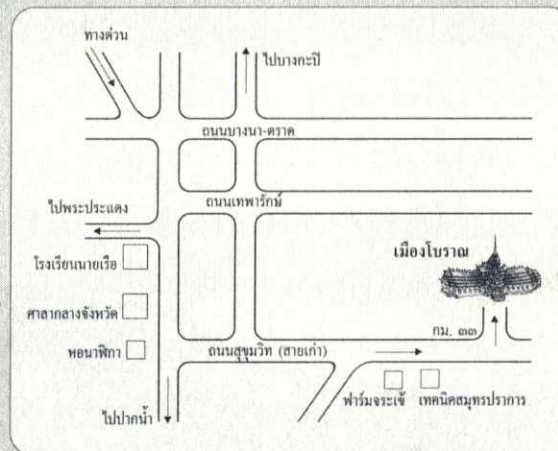 ทางด่วน
ไปบางกะปิ
ถนนบางนา-ตราด
ไปพระประแดง
ถนนเทพารักษ์
โรงเรียนนายเรือ
เมืองโบราณ
ศาลากลางจังหวัด
กม. ๓๓
หอนาฬิกา
ถนนสุขุมวิท (สายเก่า)
ฟาร์มจระเข้ เทคนิคสมุทรปราการ
ไปปากน้ำ